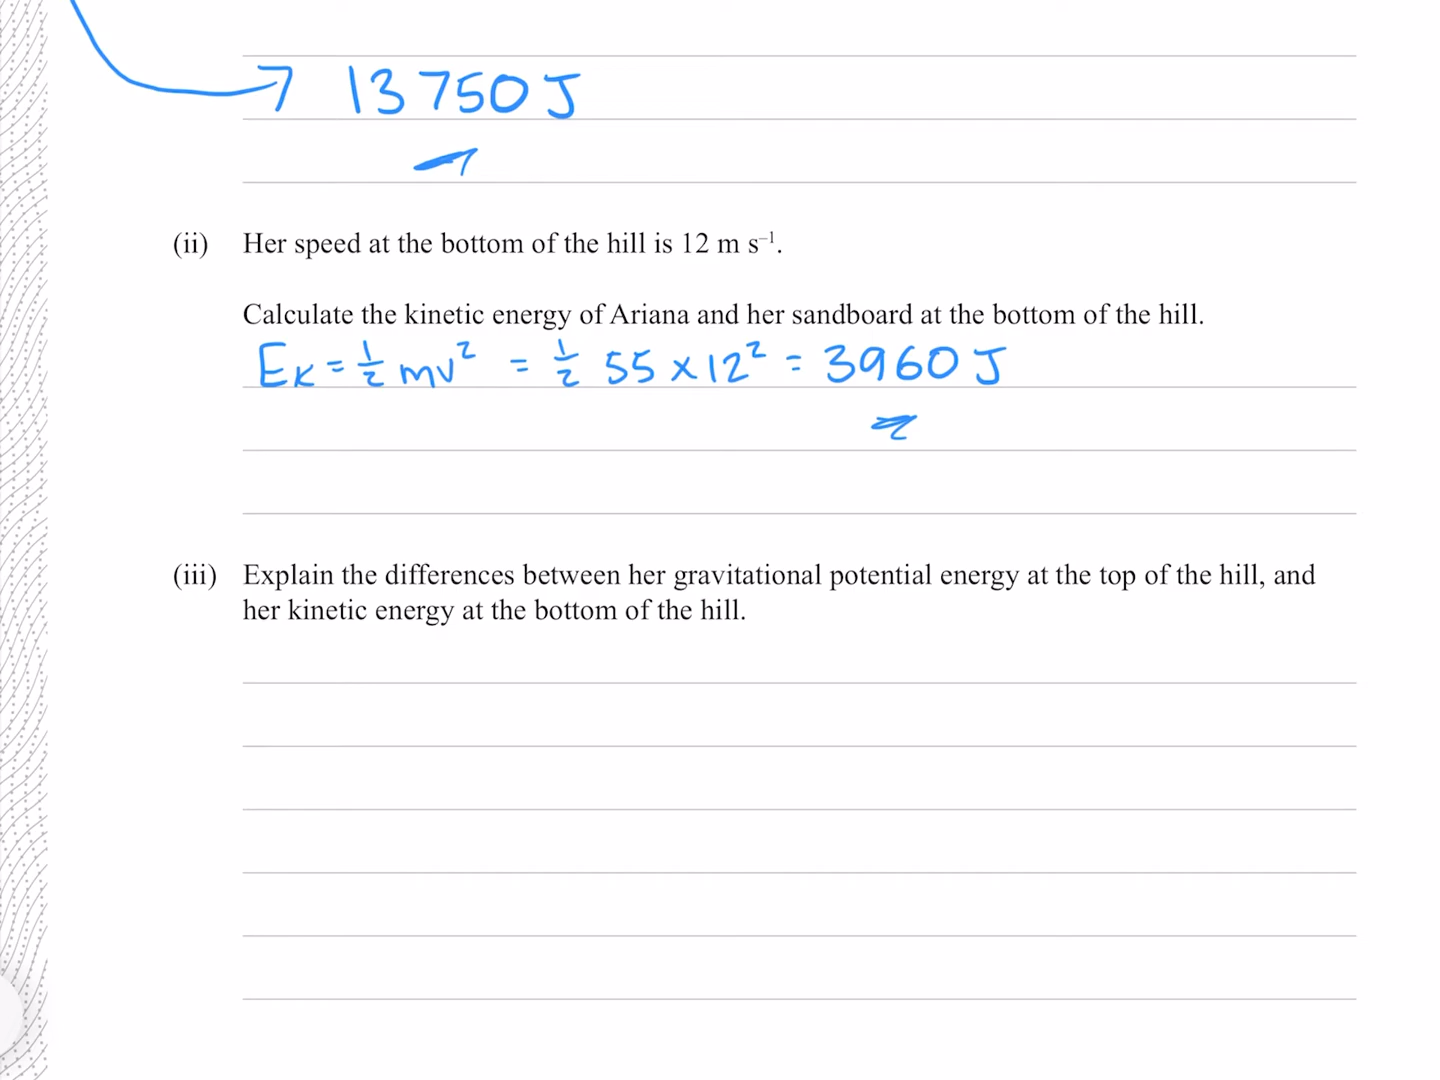 13750 J
(ii) Her speed at the bottom of the hill is 12 m s⁻¹.
Calculate the kinetic energy of Ariana and her sandboard at the bottom of the hill.
EK = ½ mv² = ½ 55 × 12² = 3960 J
(iii) Explain the differences between her gravitational potential energy at the top of the hill, and
her kinetic energy at the bottom of the hill.